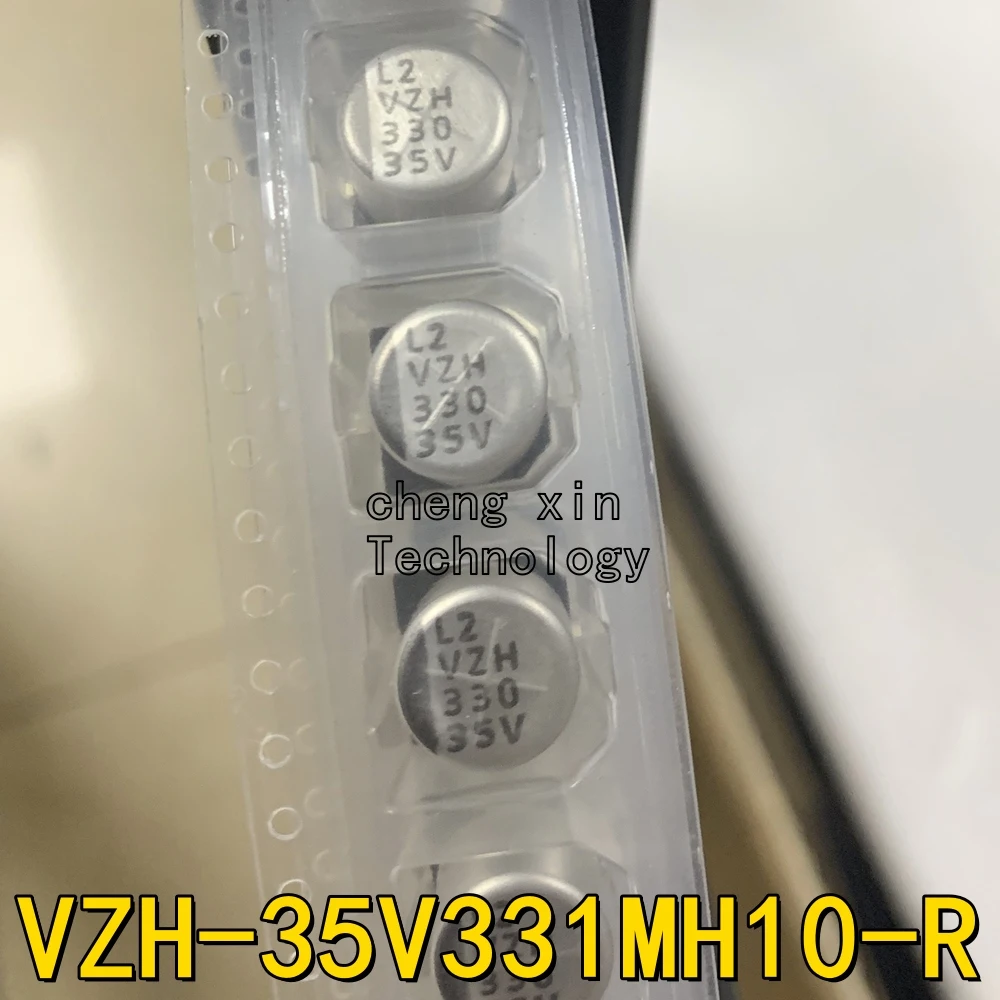 L2
VZH
330
35V
L2
VZH
330
35V
cheng xin
Technology
L2
VZH
330
35V
VZH-35V331MH10-R